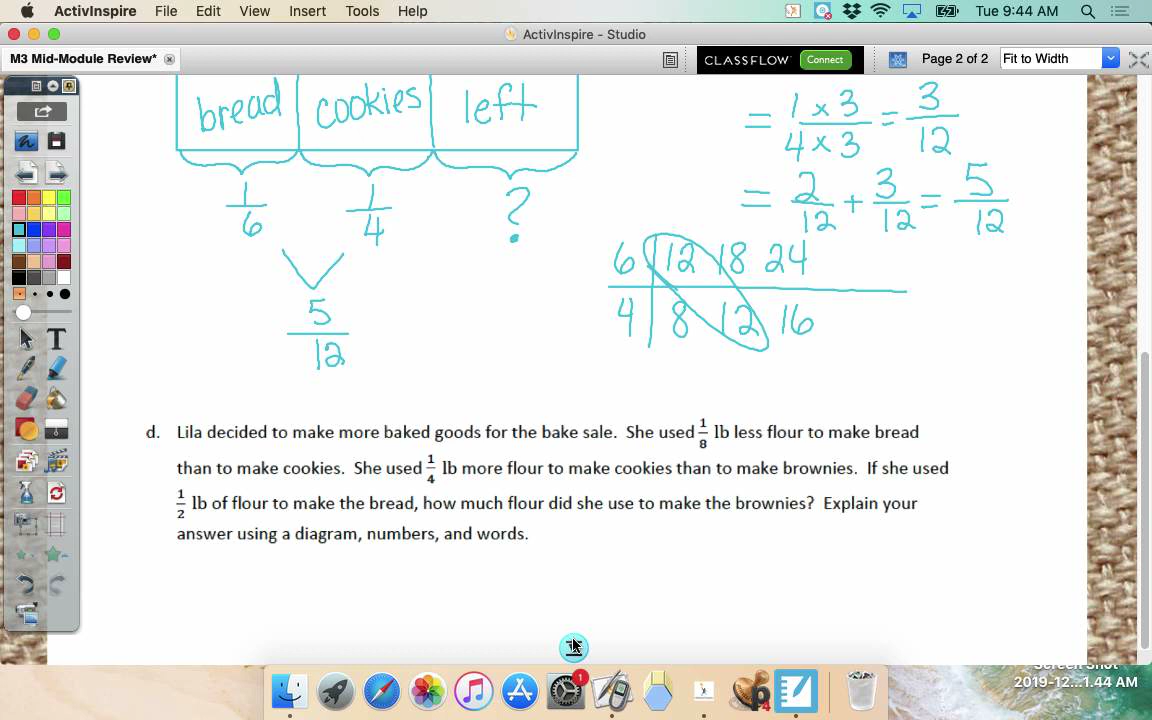 ActivInspire File Edit View Insert Tools Help Tue 9:44 AM
ActivInspire - Studio
M3 Mid-Module Review* CLASSFLOW Connect Page 2 of 2 Fit to Width
bread cookies left
= 1 x 3 / 4 x 3 = 3/12
1/6 1/4 ?
= 2/12 + 3/12 = 5/12
6 | 12 18 24
4 | 8 12 16
5/12
d. Lila decided to make more baked goods for the bake sale. She used 1/8 lb less flour to make bread
than to make cookies. She used 1/4 lb more flour to make cookies than to make brownies. If she used
1/2 lb of flour to make the bread, how much flour did she use to make the brownies? Explain your
answer using a diagram, numbers, and words.
T
1
2019-12...1.44 AM